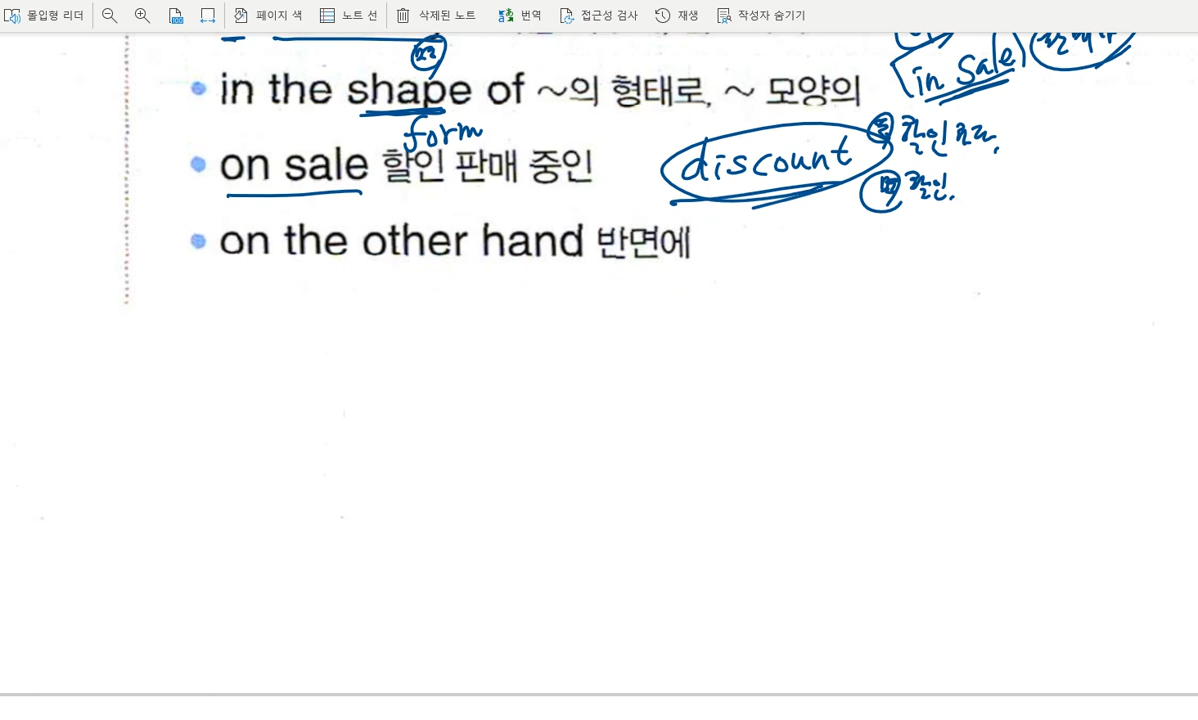 몰입형 리더 페이지 색 노트 선 삭제된 노트 번역 접근성 검사 재생 작성자 숨기기
in sale
in the shape of ~의 형태로, ~ 모양의
form
on sale 할인 판매 중인
discount
동 할인하다.
명 할인.
on the other hand 반면에